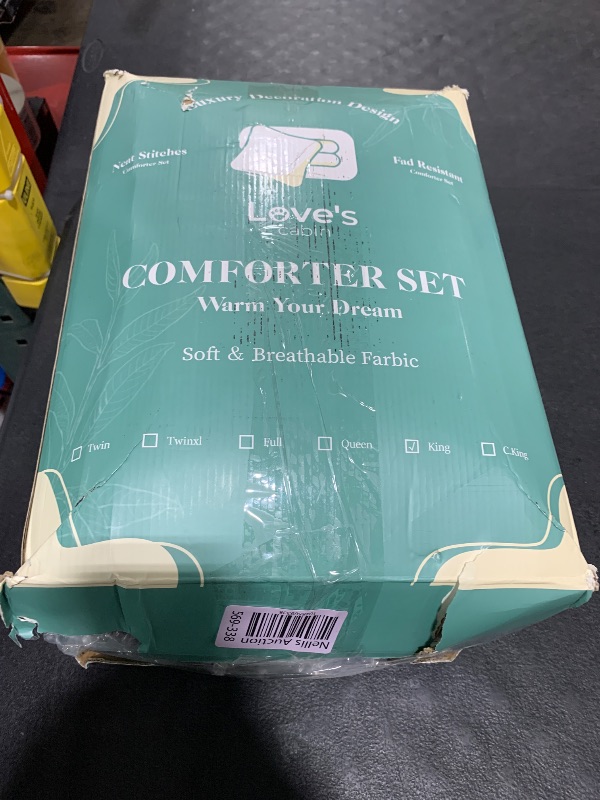 Luxury Decoration Design
Neat Stitches
Comforter Set
Fad Resistant
Comforter Set
Love's
cabin
COMFORTER SET
Warm Your Dream
Soft & Breathable Farbic
Twin
Twinxl
Full
Queen
King
C.King
Nellis Auction
569-338